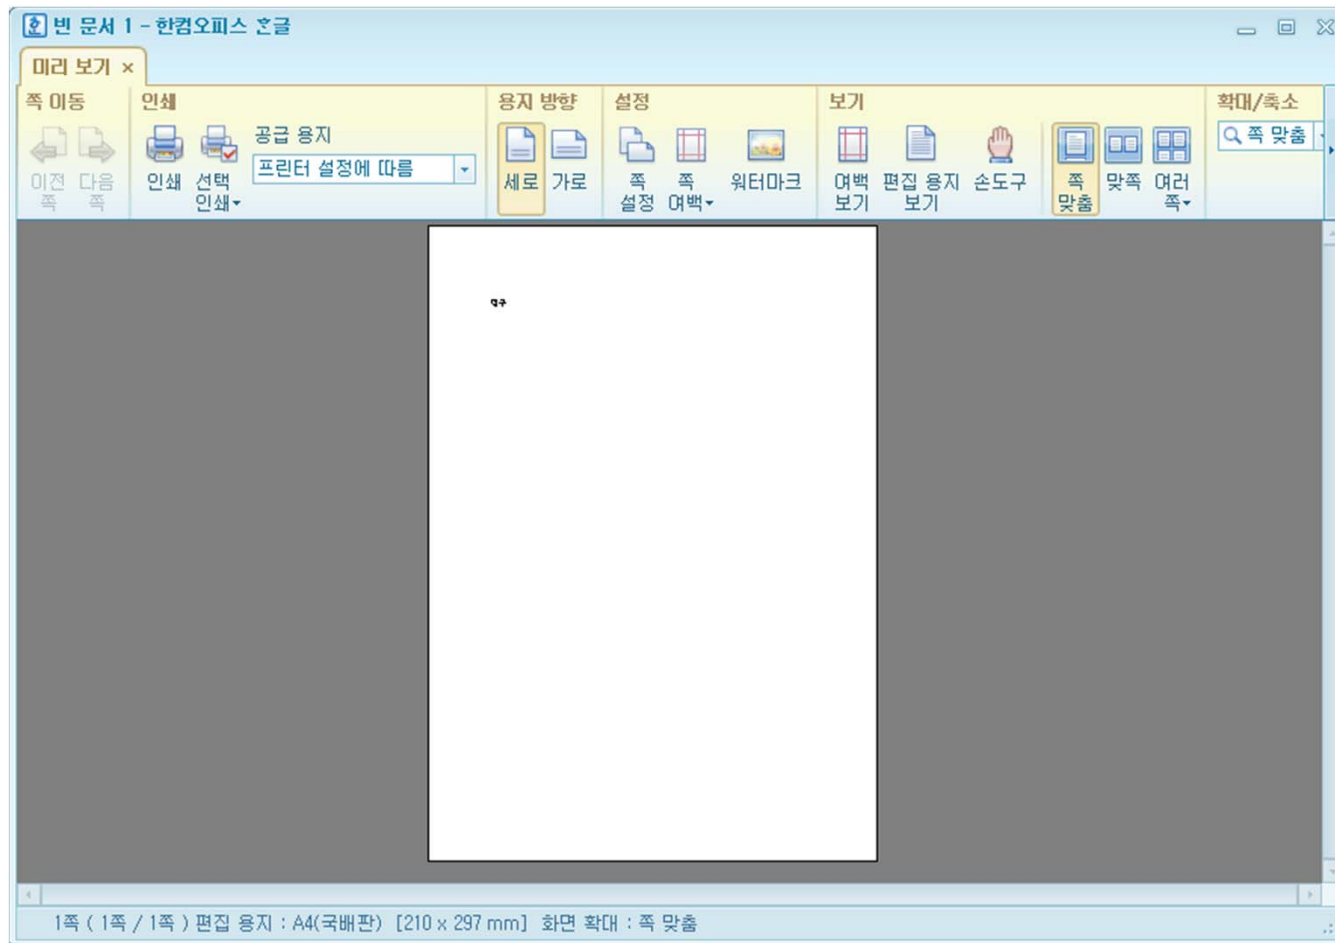 빈 문서 1 - 한컴오피스 ᄒᆞᆫ글
미리 보기 ×
쪽 이동
인쇄
용지 방향
설정
보기
확대/축소
이전 쪽
다음 쪽
인쇄
선택 인쇄
공급 용지
프린터 설정에 따름
세로
가로
쪽 설정
쪽 여백
워터마크
여백 보기
편집 용지 보기
손도구
쪽 맞춤
맞쪽
여러 쪽
쪽 맞춤
1쪽 ( 1쪽 / 1쪽 ) 편집 용지 : A4(국배판) [210 x 297 mm] 화면 확대 : 쪽 맞춤